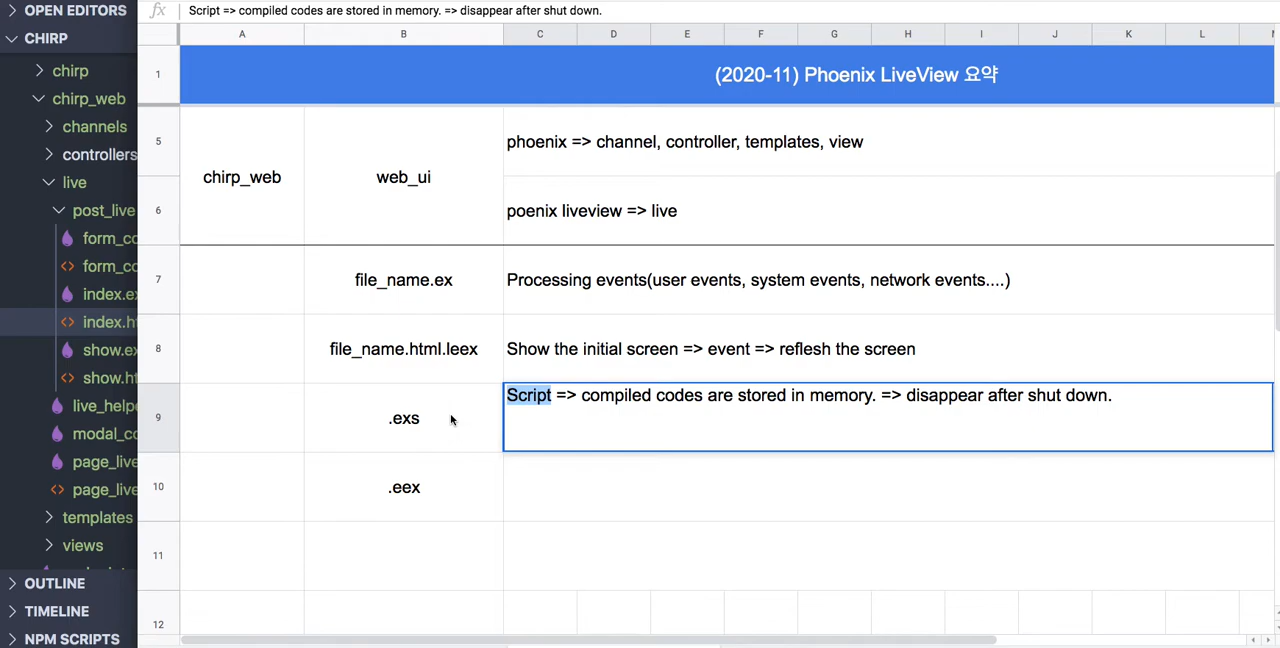 OPEN EDITORS
CHIRP
chirp
chirp_web
channels
controllers
live
post_live
form_co
form_co
index.ex
index.ht
show.ex
show.ht
live_helpe
modal_co
page_live
page_live
templates
views
OUTLINE
TIMELINE
NPM SCRIPTS
fx Script => compiled codes are stored in memory. => disappear after shut down.
A B C D E F G H I J K L
1 (2020-11) Phoenix LiveView 요약
5 phoenix => channel, controller, templates, view
chirp_web web_ui
6 poenix liveview => live
7 file_name.ex Processing events(user events, system events, network events....)
8 file_name.html.leex Show the initial screen => event => reflesh the screen
9 .exs Script => compiled codes are stored in memory. => disappear after shut down.
10 .eex
11
12